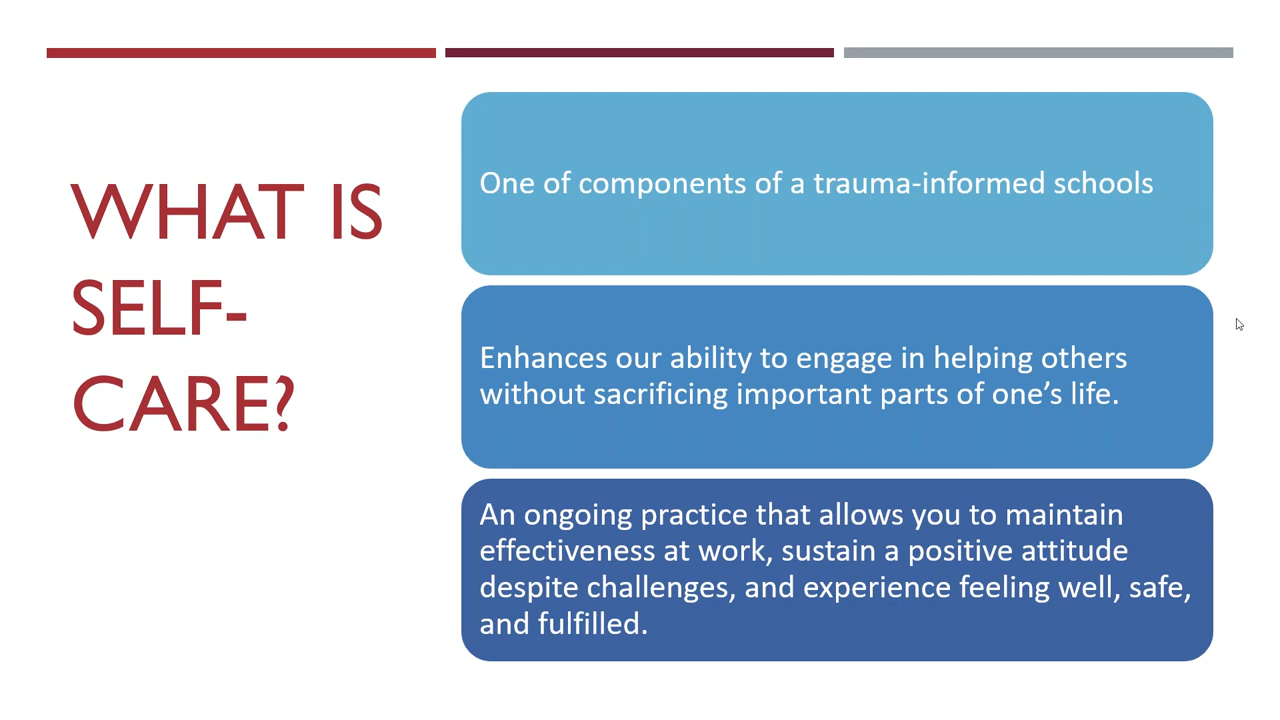 WHAT IS
SELF-
CARE?
One of components of a trauma-informed schools
Enhances our ability to engage in helping others
without sacrificing important parts of one’s life.
An ongoing practice that allows you to maintain
effectiveness at work, sustain a positive attitude
despite challenges, and experience feeling well, safe,
and fulfilled.